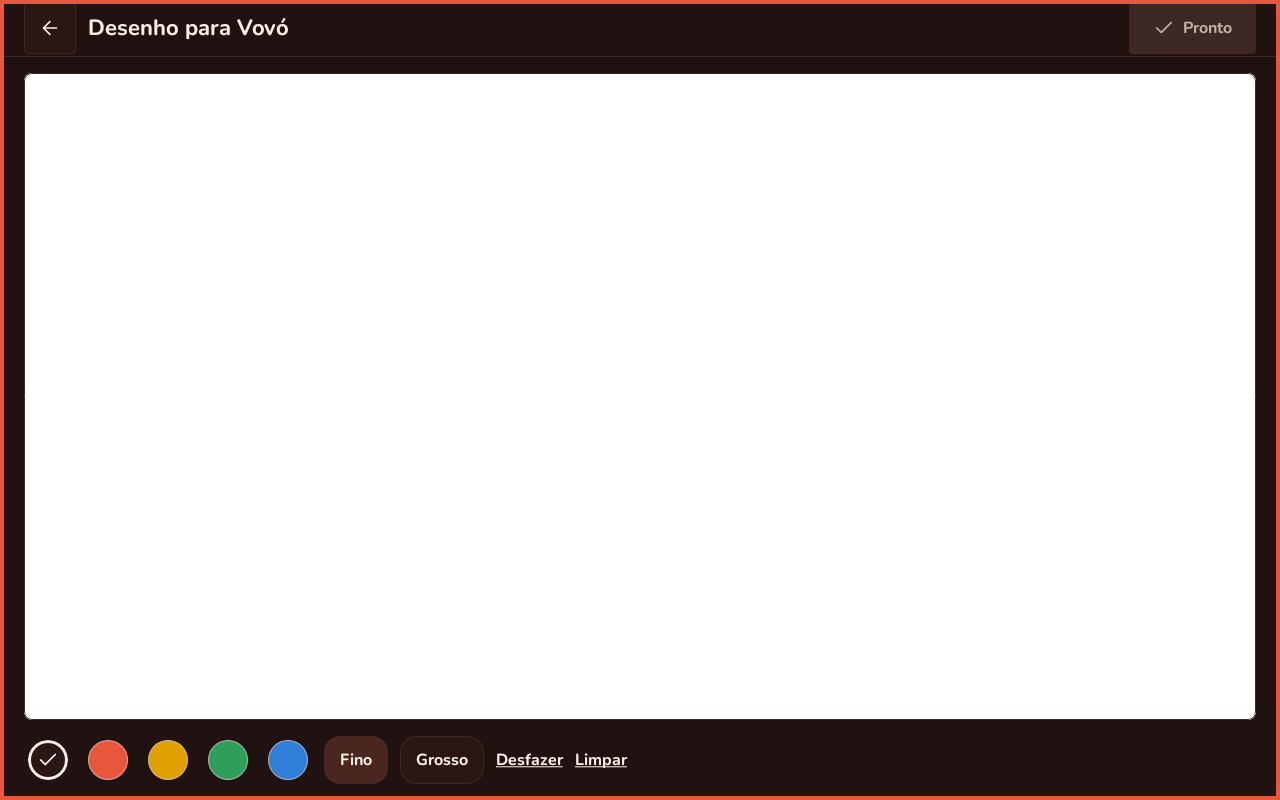 Desenho para Vovó
Pronto
Fino
Grosso
Desfazer
Limpar